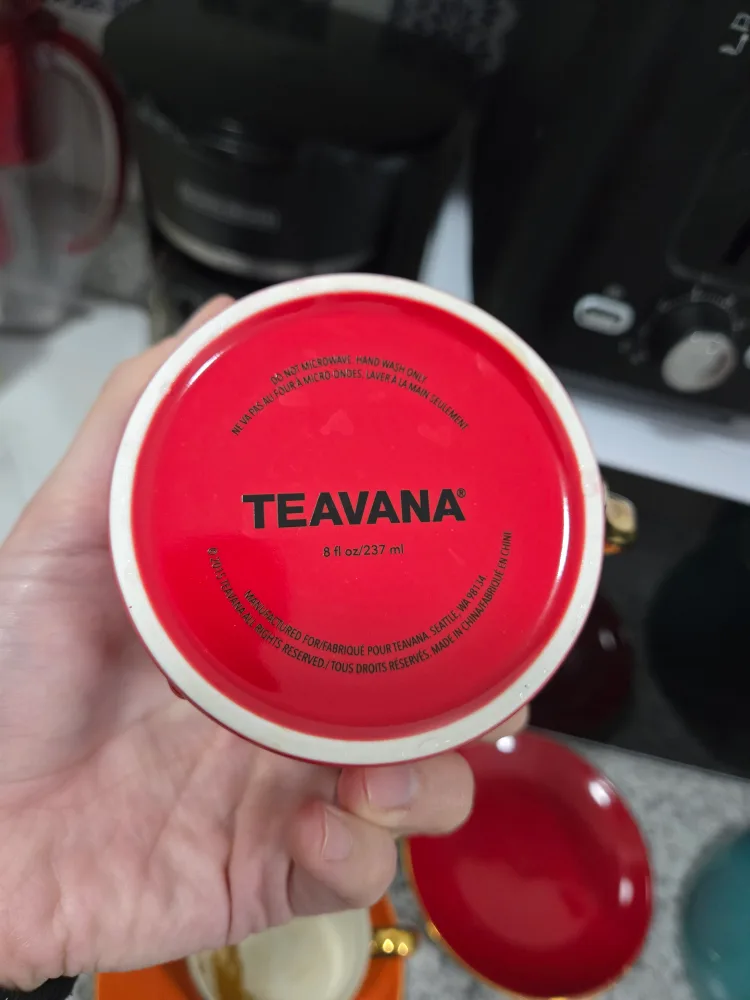 DO NOT MICROWAVE. HAND WASH ONLY.
NE VA PAS AU FOUR À MICRO-ONDES. LAVER À LA MAIN SEULEMENT
TEAVANA®
8 fl oz/237 ml
MANUFACTURED FOR/FABRIQUÉ POUR TEAVANA. SEATTLE, WA 98134
TEAVANA ALL RIGHTS RESERVED / TOUS DROITS RÉSERVÉS. MADE IN CHINA/FABRIQUÉ EN CHINE